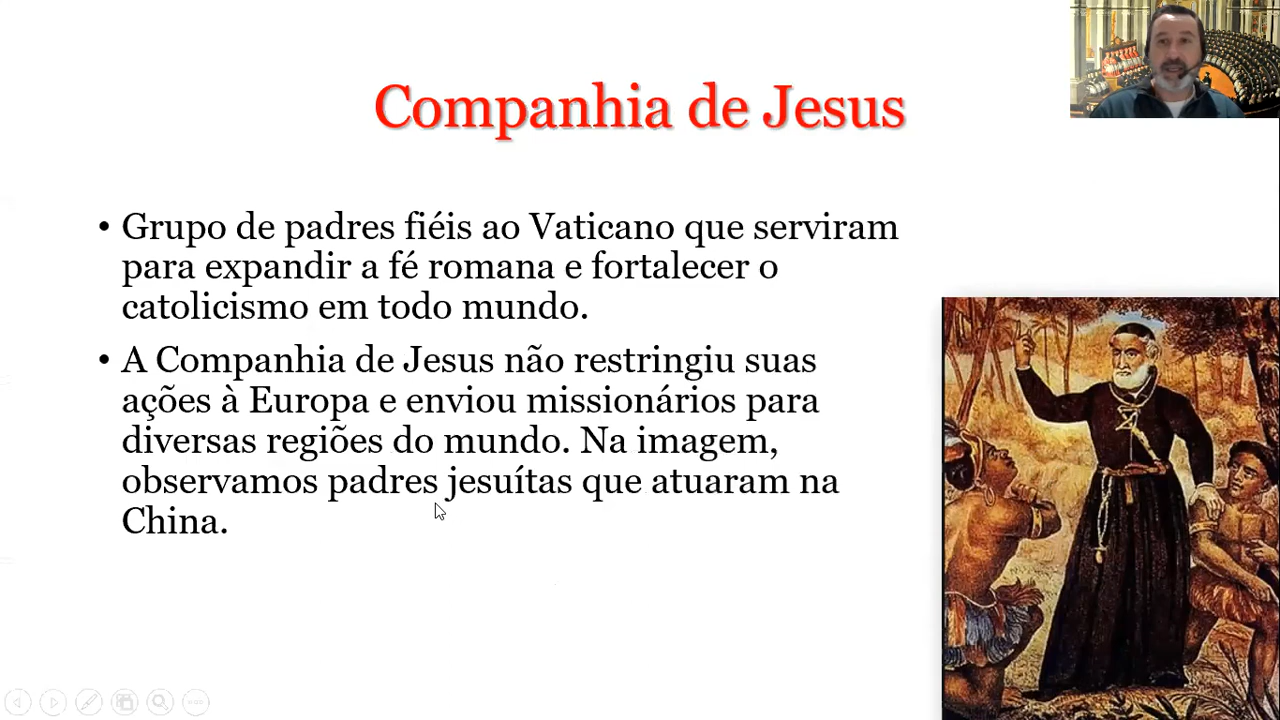 Companhia de Jesus
• Grupo de padres fiéis ao Vaticano que serviram
para expandir a fé romana e fortalecer o
catolicismo em todo mundo.
• A Companhia de Jesus não restringiu suas
ações à Europa e enviou missionários para
diversas regiões do mundo. Na imagem,
observamos padres jesuítas que atuaram na
China.